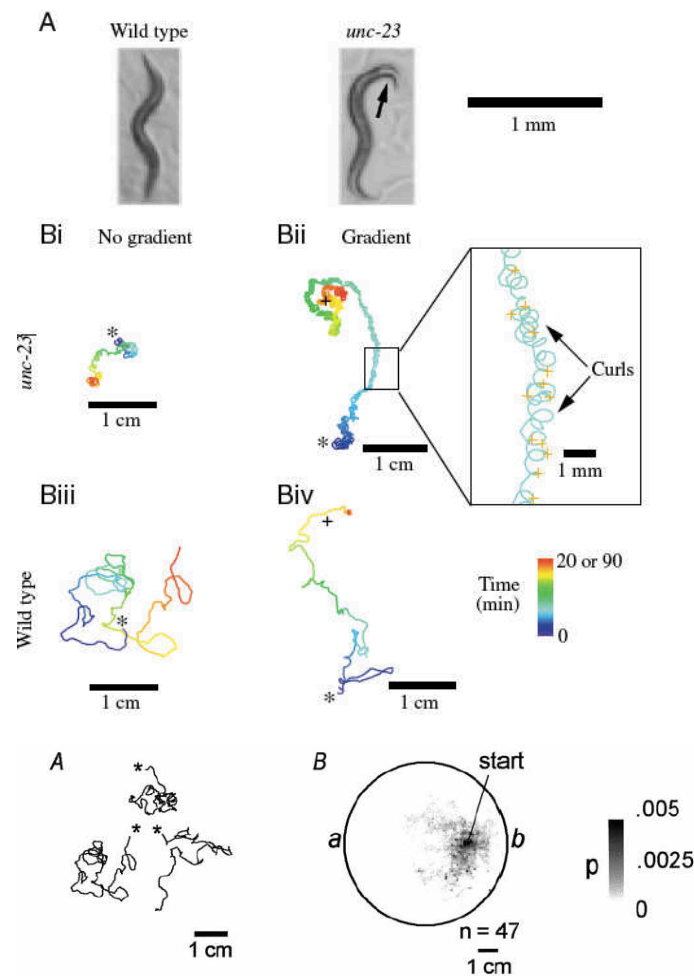 A
Wild type
unc-23
1 mm
Bi
No gradient
Bii
Gradient
unc-23
*
1 cm
+
*
1 cm
Curls
1 mm
Biii
Biv
Wild type
*
1 cm
+
*
1 cm
Time
(min)
20 or 90
0
A
*
* *
1 cm
B
start
a
b
n = 47
1 cm
p
.005
.0025
0